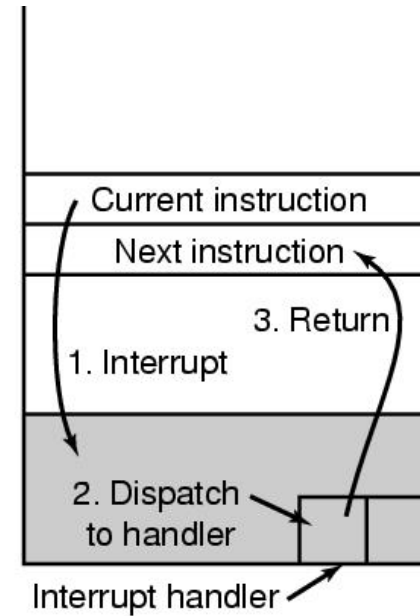 Current instruction
Next instruction
3. Return
1. Interrupt
2. Dispatch
to handler
Interrupt handler